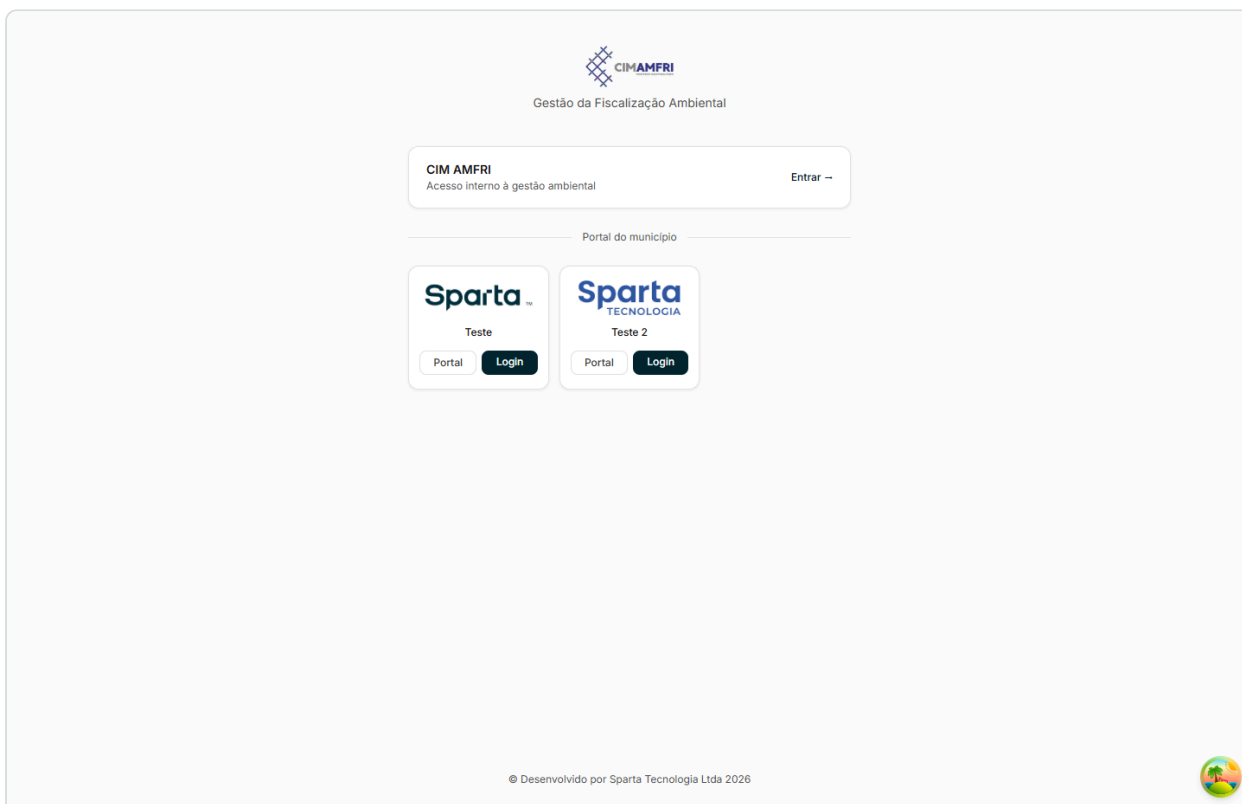 CIMAMFRI
Gestão da Fiscalização Ambiental
CIM AMFRI
Acesso interno à gestão ambiental
Entrar →
Portal do município
Sparta ™
Teste
Portal
Login
Sparta
TECNOLOGIA
Teste 2
Portal
Login
© Desenvolvido por Sparta Tecnologia Ltda 2026